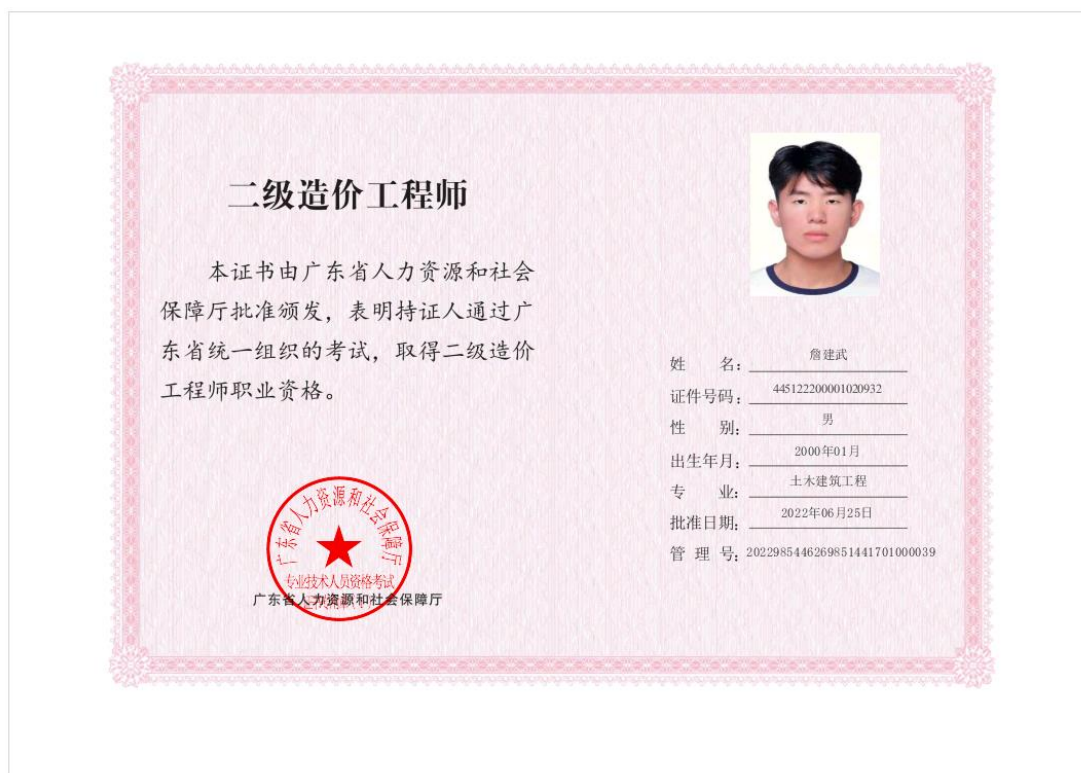 二级造价工程师
本证书由广东省人力资源和社会
保障厅批准颁发，表明持证人通过广
东省统一组织的考试，取得二级造价
工程师职业资格。
广东省人力资源和社会保障厅
专业技术人员资格考试
广东省人力资源和社会保障厅
姓 名：詹建武
证件号码：445122200001020932
性 别：男
出生年月：2000年01月
专 业：土木建筑工程
批准日期：2022年06月25日
管 理 号：2022985446269851441701000039